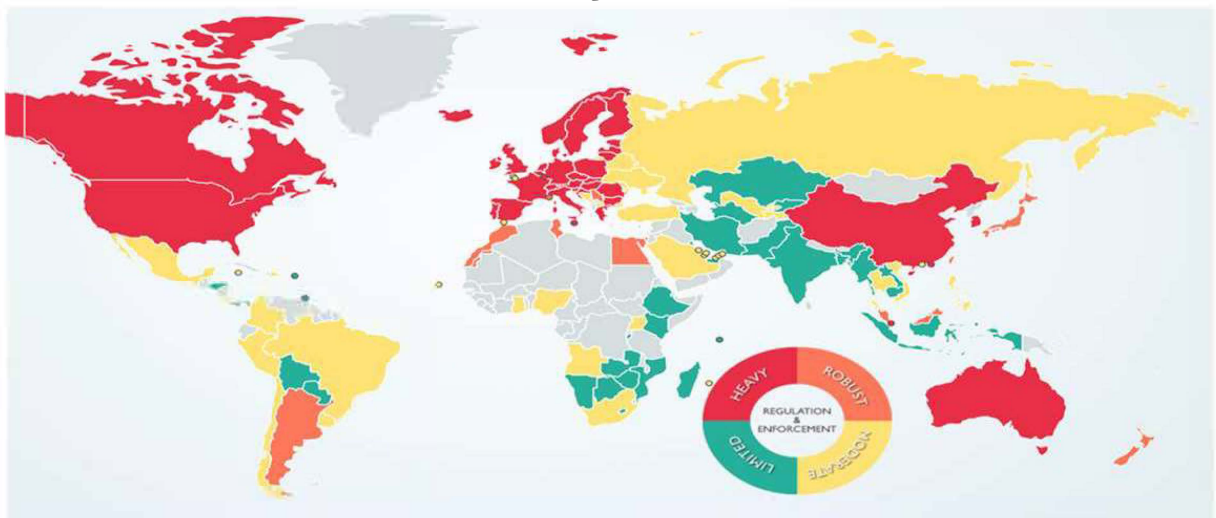 HEAVY
ROBUST
REGULATION
&
ENFORCEMENT
LIMITED
MODERATE